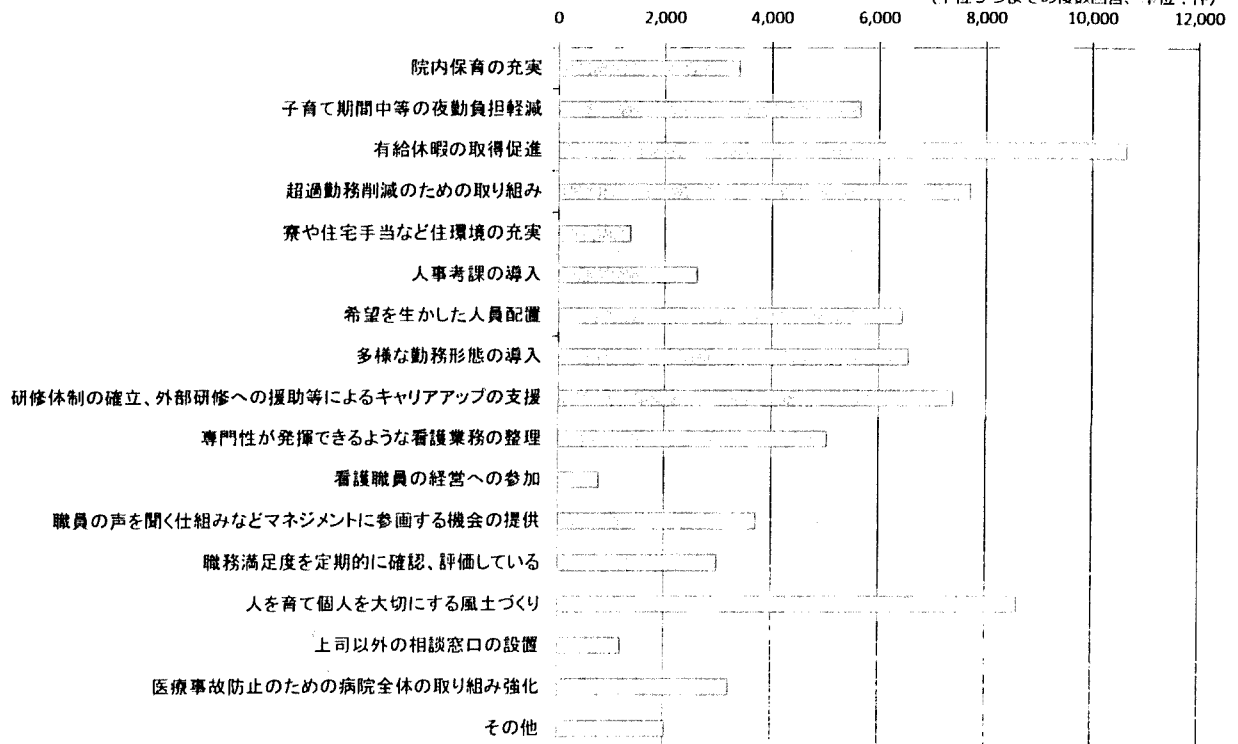 0 2,000 4,000 6,000 8,000 10,000 12,000
院内保育の充実
子育て期間中等の夜勤負担軽減
有給休暇の取得促進
超過勤務削減のための取り組み
寮や住宅手当など住環境の充実
人事考課の導入
希望を生かした人員配置
多様な勤務形態の導入
研修体制の確立、外部研修への援助等によるキャリアアップの支援
専門性が発揮できるような看護業務の整理
看護職員の経営への参加
職員の声を聞く仕組みなどマネジメントに参画する機会の提供
職務満足度を定期的に確認、評価している
人を育て個人を大切にする風土づくり
上司以外の相談窓口の設置
医療事故防止のための病院全体の取り組み強化
その他